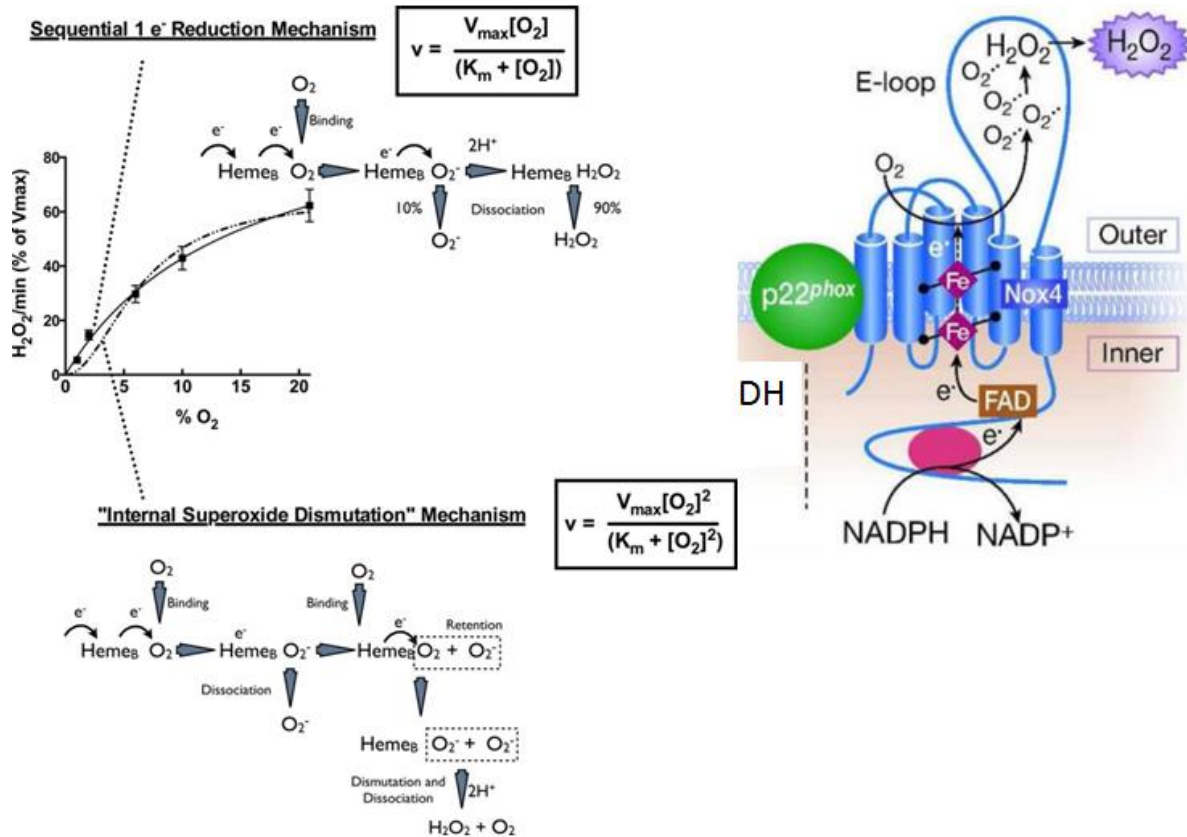 Sequential 1 e⁻ Reduction Mechanism
v = Vmax[O₂] / (Km + [O₂])
O₂
Binding
e⁻ e⁻ e⁻ 2H⁺
HemeB O₂ HemeB O₂⁻ HemeB H₂O₂
10% Dissociation 90%
O₂⁻ H₂O₂
H₂O₂/min (% of Vmax)
80
60
40
20
0
0 5 10 15 20
% O₂
"Internal Superoxide Dismutation" Mechanism
v = Vmax[O₂]² / (Km + [O₂]²)
O₂ O₂
Binding Binding
e⁻ e⁻ e⁻ e⁻ Retention
HemeB O₂ HemeB O₂⁻ HemeB O₂ + O₂⁻
Dissociation
O₂⁻
HemeB O₂⁻ + O₂⁻
Dismutation and
Dissociation
2H⁺
H₂O₂ + O₂
H₂O₂ H₂O₂
E-loop
O₂⁻
O₂⁻
O₂⁻
O₂⁻
O₂
e⁻
Outer
p22phox
Fe
Nox4
Fe
Inner
DH
e⁻ FAD
e⁻
NADPH NADP⁺